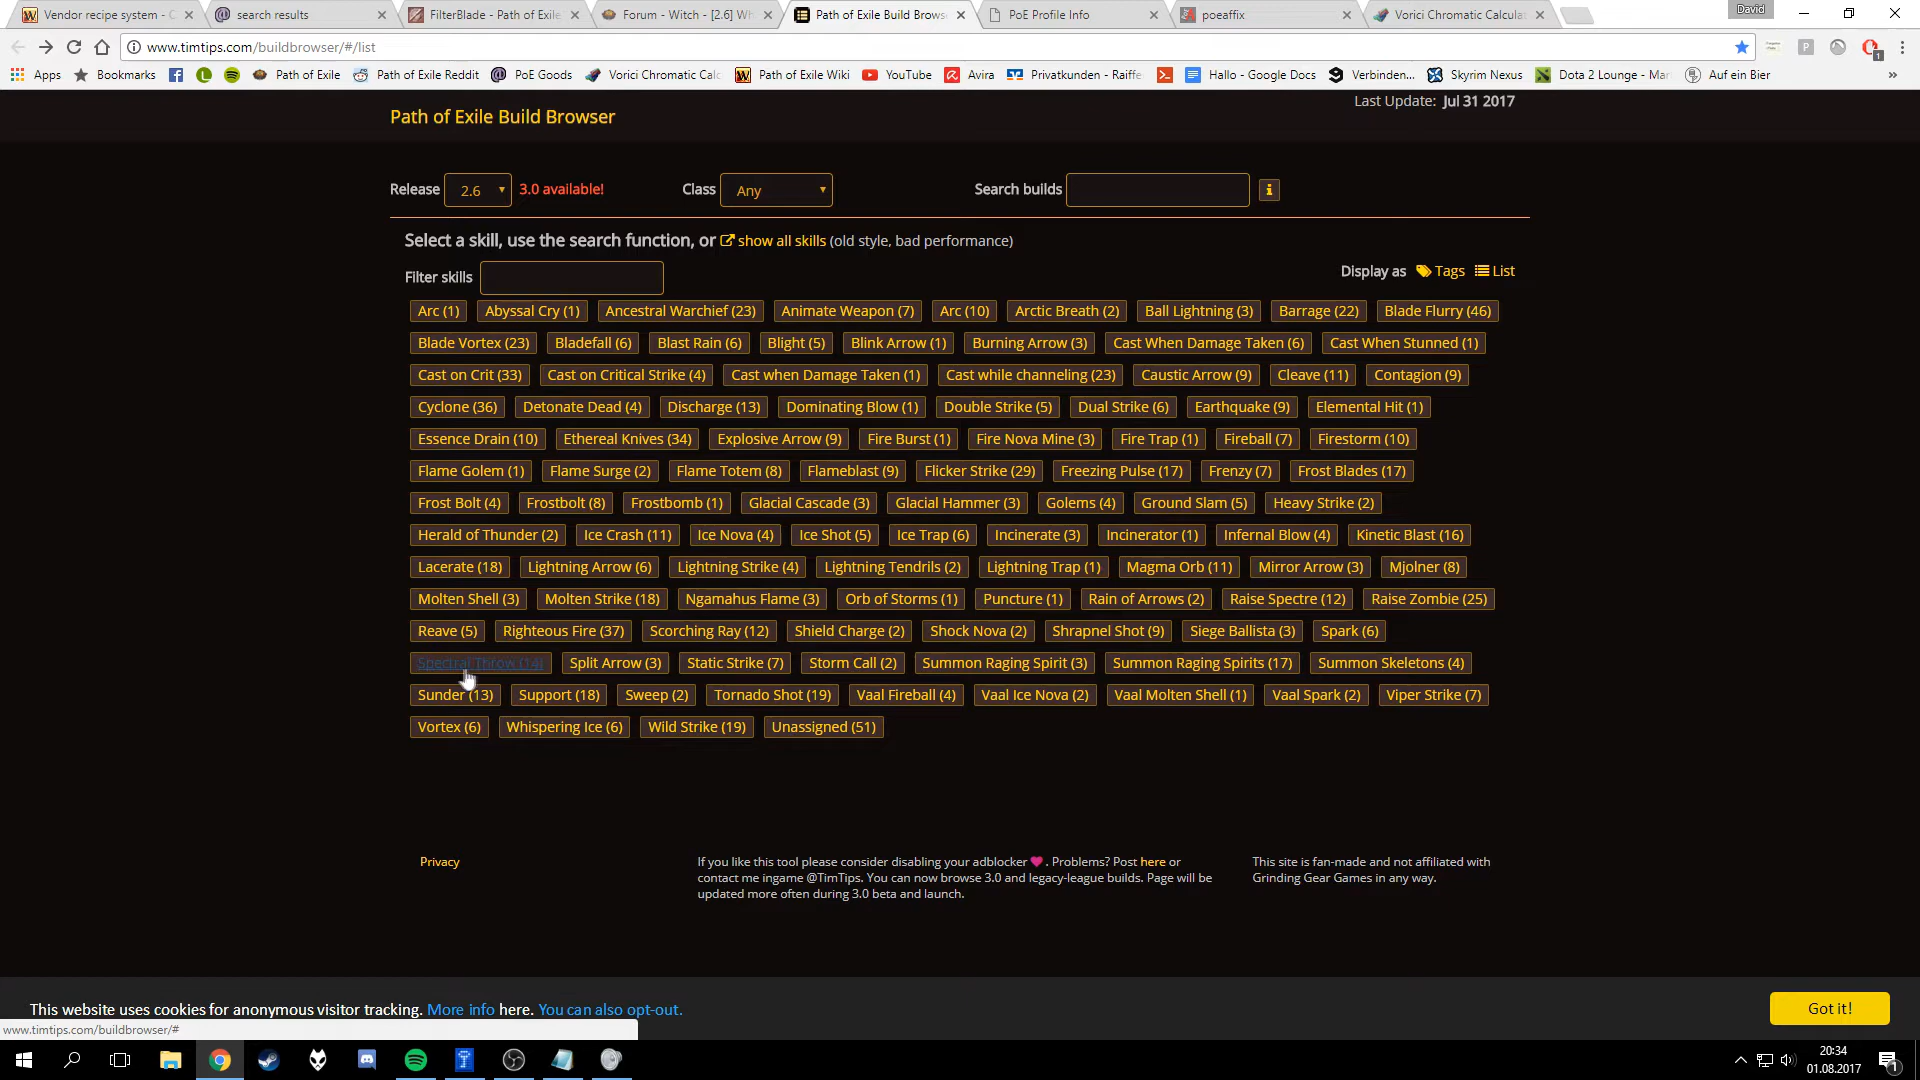 Vendor recipe system - C
search results
FilterBlade - Path of Exile
Forum - Witch - [2.6] W
Path of Exile Build Brows
PoE Profile Info
poeaffix
Vorici Chromatic Calcula
David
www.timtips.com/buildbrowser/#/list
Apps Bookmarks Path of Exile Path of Exile Reddit PoE Goods Vorici Chromatic Calc Path of Exile Wiki YouTube Avira Privatkunden - Raiffe Hallo - Google Docs Verbinden... Skyrim Nexus Dota 2 Lounge - Mar Auf ein Bier »
Last Update: Jul 31 2017
Path of Exile Build Browser
Release 2.6 3.0 available! Class Any Search builds i
Select a skill, use the search function, or show all skills (old style, bad performance)
Filter skills Display as Tags List
Arc (1) Abyssal Cry (1) Ancestral Warchief (23) Animate Weapon (7) Arc (10) Arctic Breath (2) Ball Lightning (3) Barrage (22) Blade Flurry (46)
Blade Vortex (23) Bladefall (6) Blast Rain (6) Blight (5) Blink Arrow (1) Burning Arrow (3) Cast When Damage Taken (6) Cast When Stunned (1)
Cast on Crit (33) Cast on Critical Strike (4) Cast when Damage Taken (1) Cast while channeling (23) Caustic Arrow (9) Cleave (11) Contagion (9)
Cyclone (36) Detonate Dead (4) Discharge (13) Dominating Blow (1) Double Strike (5) Dual Strike (6) Earthquake (9) Elemental Hit (1)
Essence Drain (10) Ethereal Knives (34) Explosive Arrow (9) Fire Burst (1) Fire Nova Mine (3) Fire Trap (1) Fireball (7) Firestorm (10)
Flame Golem (1) Flame Surge (2) Flame Totem (8) Flameblast (9) Flicker Strike (29) Freezing Pulse (17) Frenzy (7) Frost Blades (17)
Frost Bolt (4) Frostbolt (8) Frostbomb (1) Glacial Cascade (3) Glacial Hammer (3) Golems (4) Ground Slam (5) Heavy Strike (2)
Herald of Thunder (2) Ice Crash (11) Ice Nova (4) Ice Shot (5) Ice Trap (6) Incinerate (3) Incinerator (1) Infernal Blow (4) Kinetic Blast (16)
Lacerate (18) Lightning Arrow (6) Lightning Strike (4) Lightning Tendrils (2) Lightning Trap (1) Magma Orb (11) Mirror Arrow (3) Mjolner (8)
Molten Shell (3) Molten Strike (18) Ngamahus Flame (3) Orb of Storms (1) Puncture (1) Rain of Arrows (2) Raise Spectre (12) Raise Zombie (25)
Reave (5) Righteous Fire (37) Scorching Ray (12) Shield Charge (2) Shock Nova (2) Shrapnel Shot (9) Siege Ballista (3) Spark (6)
Spectral Throw (14) Split Arrow (3) Static Strike (7) Storm Call (2) Summon Raging Spirit (3) Summon Raging Spirits (17) Summon Skeletons (4)
Sunder (13) Support (18) Sweep (2) Tornado Shot (19) Vaal Fireball (4) Vaal Ice Nova (2) Vaal Molten Shell (1) Vaal Spark (2) Viper Strike (7)
Vortex (6) Whispering Ice (6) Wild Strike (19) Unassigned (51)
Privacy
If you like this tool please consider disabling your adblocker . Problems? Post here or
contact me ingame @TimTips. You can now browse 3.0 and legacy-league builds. Page will be
updated more often during 3.0 beta and launch.
This site is fan-made and not affiliated with
Grinding Gear Games in any way.
This website uses cookies for anonymous visitor tracking. More info here. You can also opt-out.
Got it!
www.timtips.com/buildbrowser/#
20:34
01.08.2017